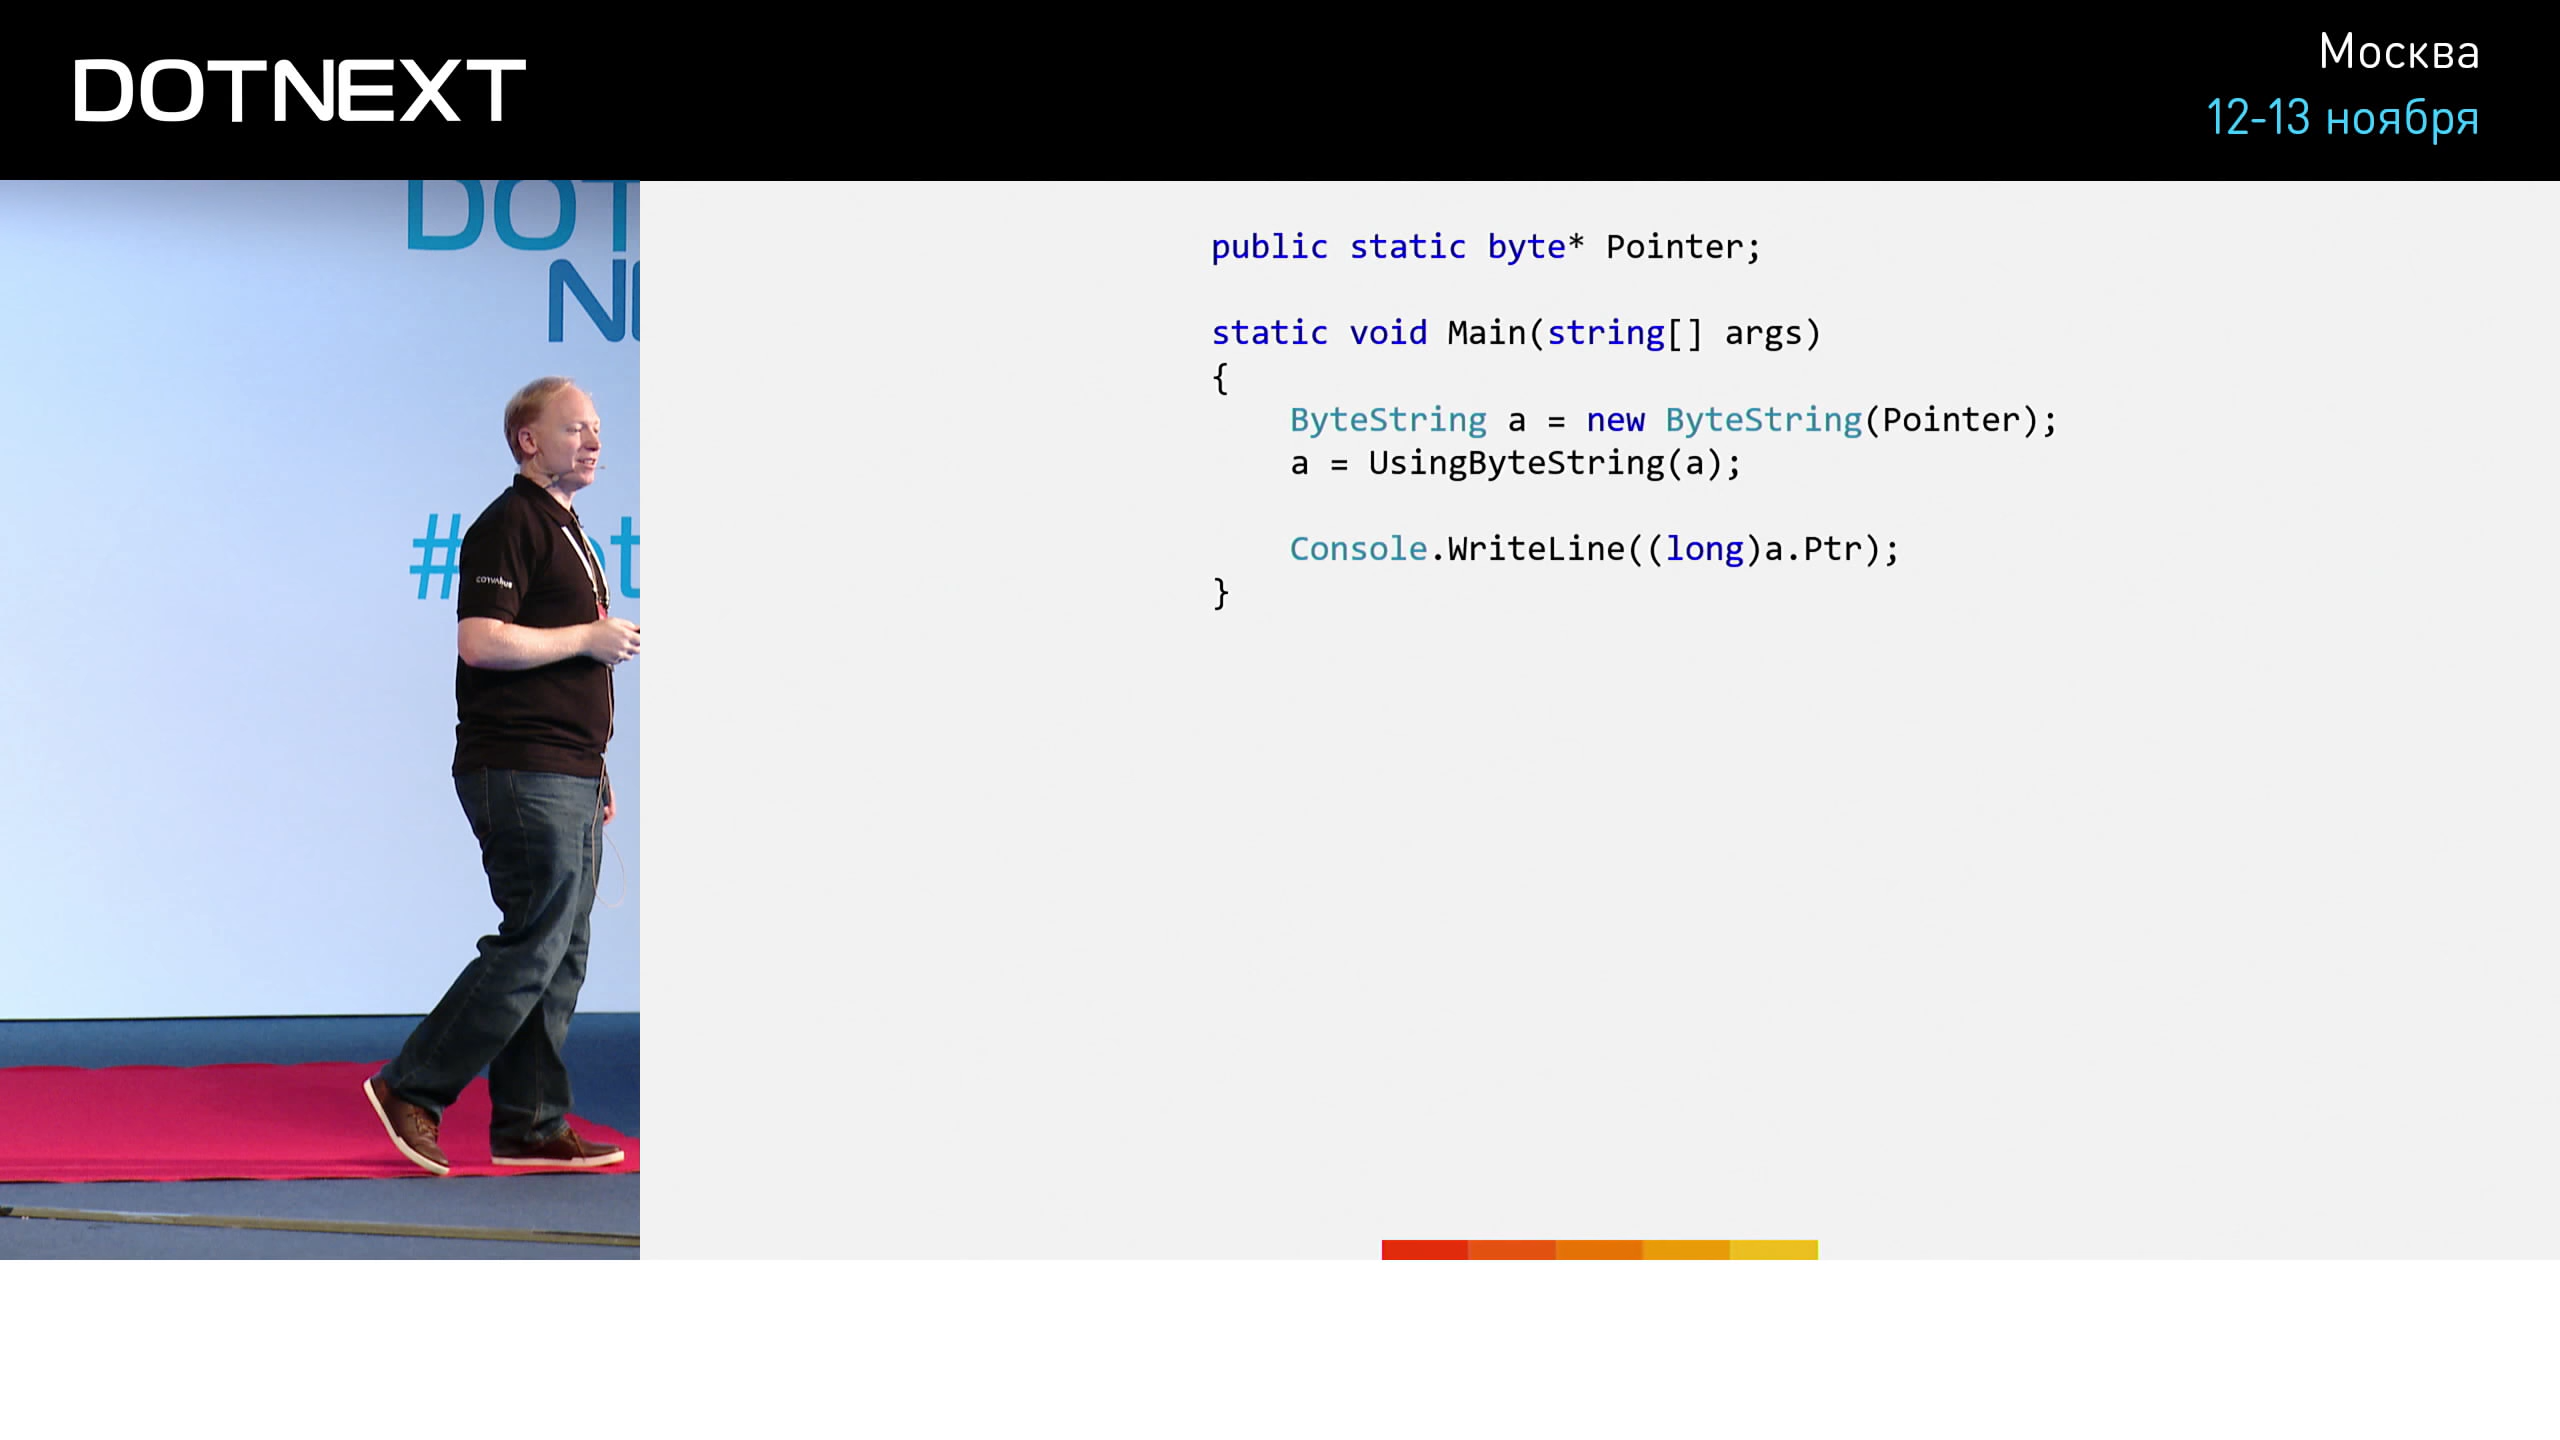 DOTNEXT
Москва
12-13 ноября
DOT
#
public static byte* Pointer;
static void Main(string[] args)
{
ByteString a = new ByteString(Pointer);
a = UsingByteString(a);
Console.WriteLine((long)a.Ptr);
}